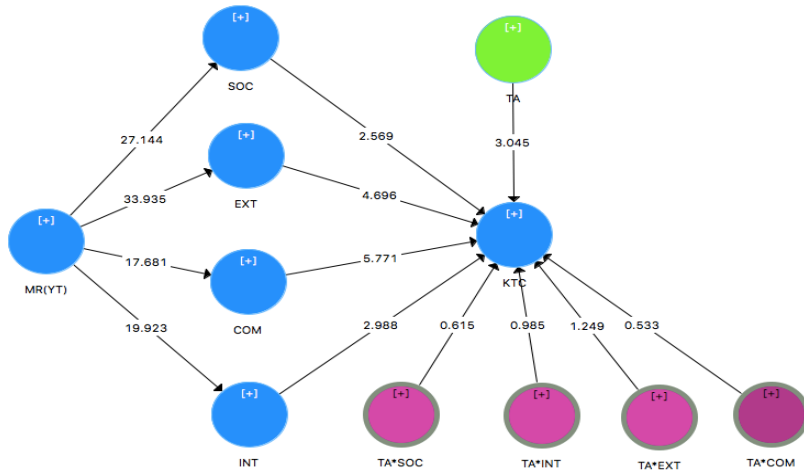 [+]
SOC
[+]
TA
27.144
2.569
3.045
[+]
EXT
33.935
4.696
[+]
MR(YT)
[+]
KTC
17.681
[+]
COM
5.771
19.923
2.988
0.615
0.985
1.249
0.533
[+]
INT
[+]
TA*SOC
[+]
TA*INT
[+]
TA*EXT
[+]
TA*COM